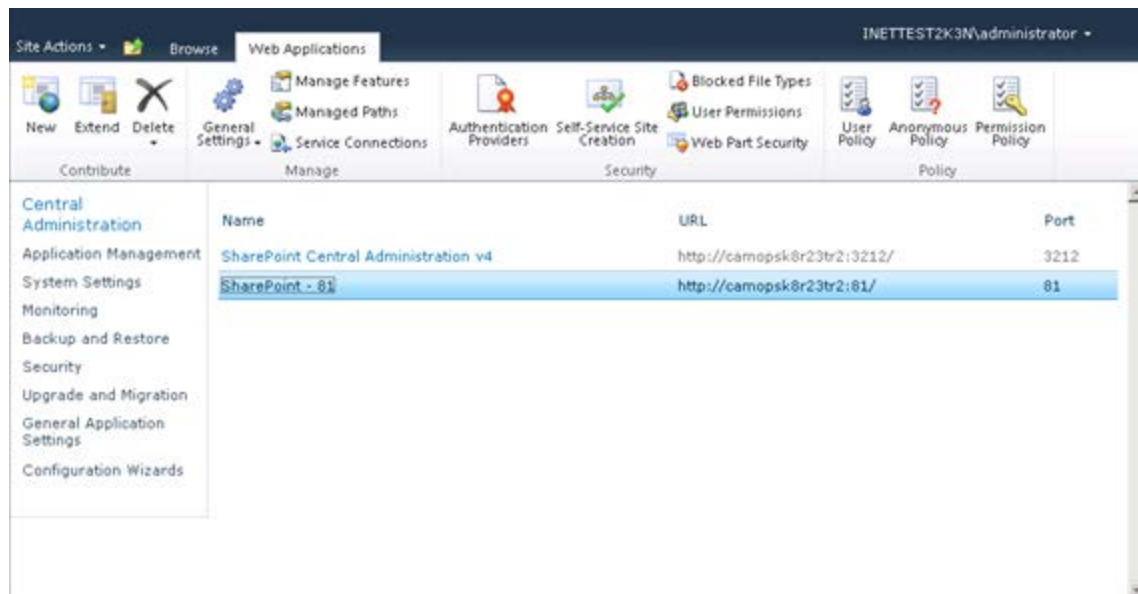 INETTEST2K3N\administrator
Site Actions Browse Web Applications
New Extend Delete
General Settings
Manage Features
Managed Paths
Service Connections
Authentication Providers
Self-Service Site Creation
Blocked File Types
User Permissions
Web Part Security
User Policy
Anonymous Policy
Permission Policy
Contribute Manage Security Policy
Central
Administration
Application Management
System Settings
Monitoring
Backup and Restore
Security
Upgrade and Migration
General Application
Settings
Configuration Wizards
Name URL Port
SharePoint Central Administration v4 http://camopsk8r23tr2:3212/ 3212
SharePoint - 81 http://camopsk8r23tr2:81/ 81